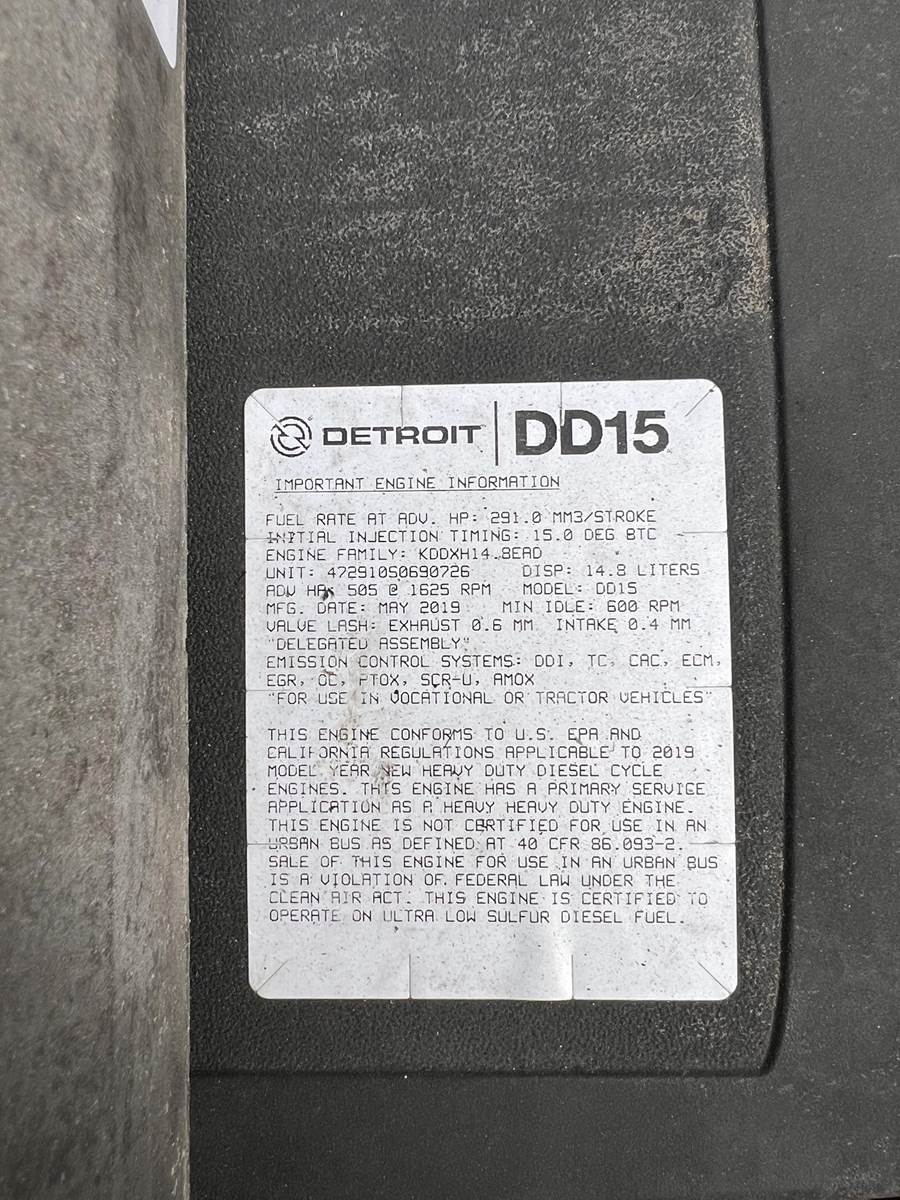 DETROIT DD15
IMPORTANT ENGINE INFORMATION
FUEL RATE AT ADV. HP: 291.0 MM3/STROKE
INITIAL INJECTION TIMING: 15.0 DEG BTC
ENGINE FAMILY: KDDXH14.8EAD
UNIT: 472910S0690726 DISP: 14.8 LITERS
ADV HP: 505 @ 1625 RPM MODEL: DD15
MFG. DATE: MAY 2019 MIN IDLE: 600 RPM
VALVE LASH: EXHAUST 0.6 MM INTAKE 0.4 MM
"DELEGATED ASSEMBLY"
EMISSION CONTROL SYSTEMS: DDI, TC, CAC, ECM,
EGR, OC, PTOX, SCR-U, AMOX
"FOR USE IN VOCATIONAL OR TRACTOR VEHICLES"
THIS ENGINE CONFORMS TO U.S. EPA AND
CALIFORNIA REGULATIONS APPLICABLE TO 2019
MODEL YEAR NEW HEAVY DUTY DIESEL CYCLE
ENGINES. THIS ENGINE HAS A PRIMARY SERVICE
APPLICATION AS A HEAVY HEAVY DUTY ENGINE.
THIS ENGINE IS NOT CERTIFIED FOR USE IN AN
URBAN BUS AS DEFINED AT 40 CFR 86.093-2.
SALE OF THIS ENGINE FOR USE IN AN URBAN BUS
IS A VIOLATION OF FEDERAL LAW UNDER THE
CLEAN AIR ACT. THIS ENGINE IS CERTIFIED TO
OPERATE ON ULTRA LOW SULFUR DIESEL FUEL.